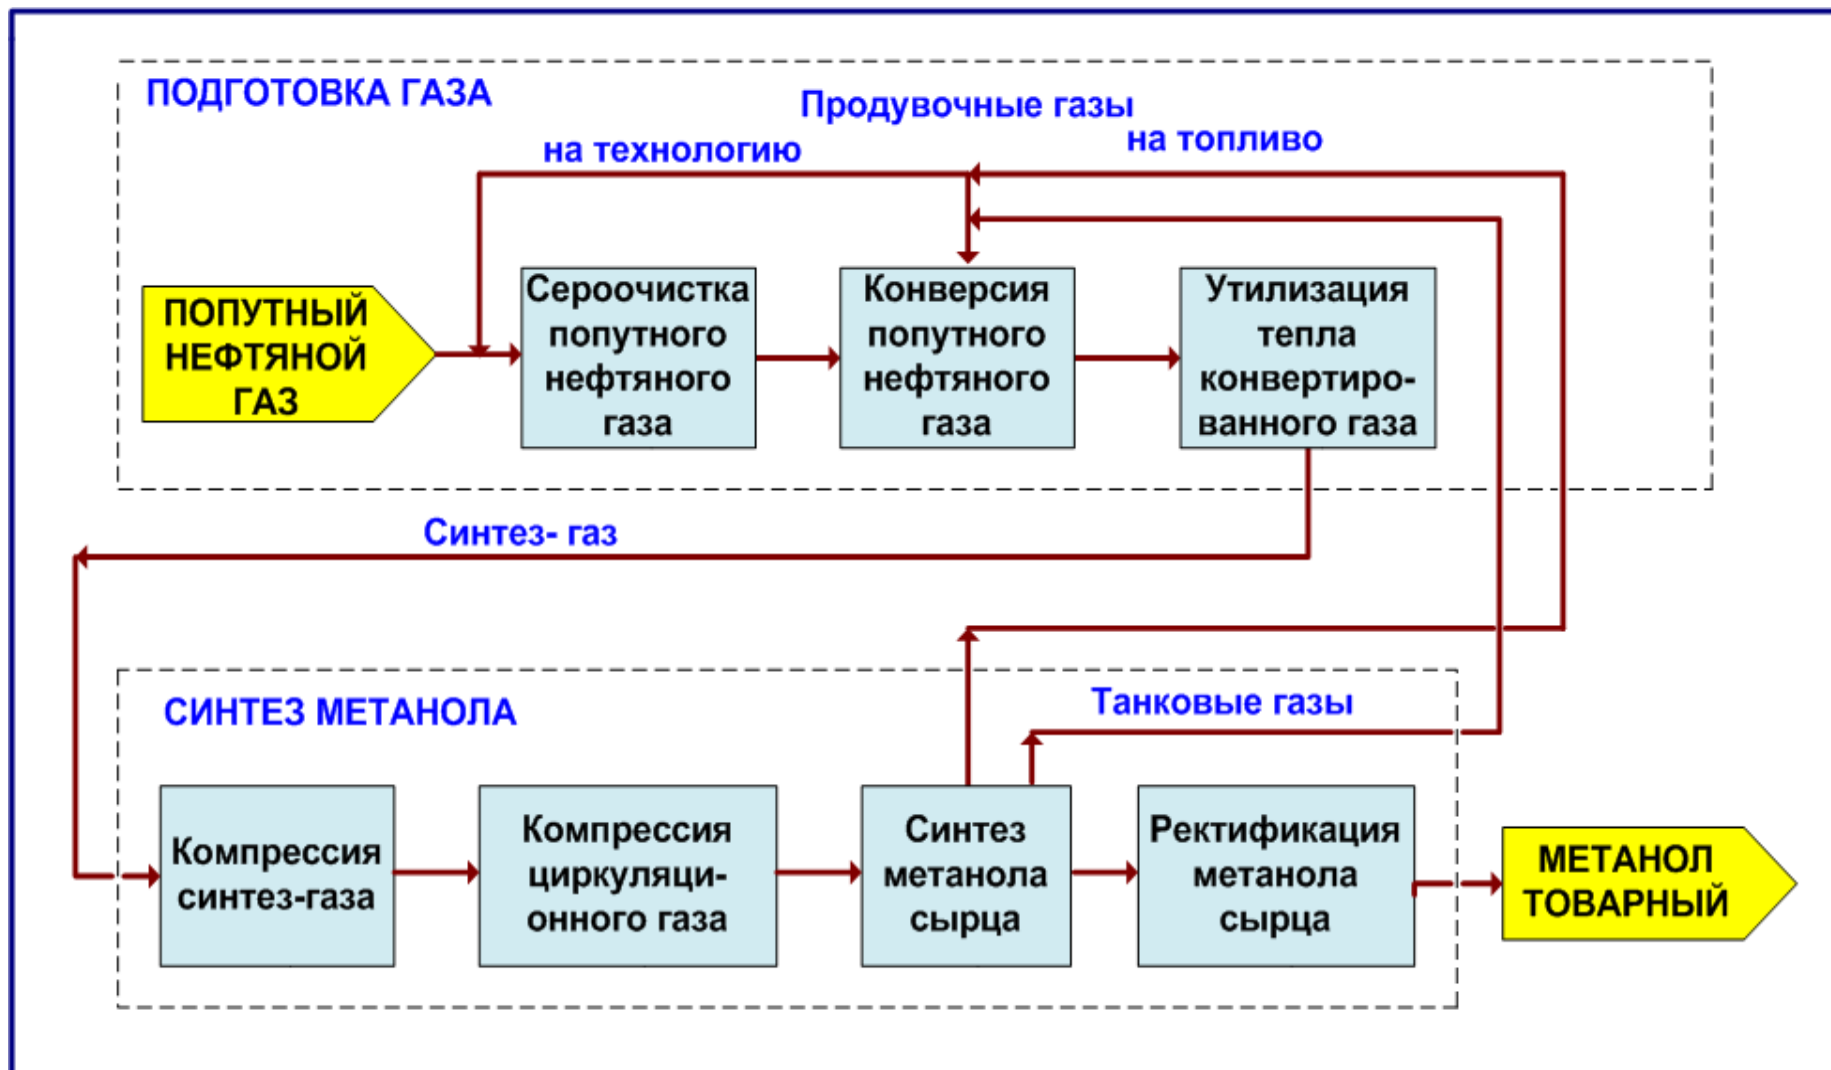 ПОДГОТОВКА ГАЗА
Продувочные газы
на технологию
на топливо
ПОПУТНЫЙ
НЕФТЯНОЙ
ГАЗ
Сероочистка
попутного
нефтяного
газа
Конверсия
попутного
нефтяного
газа
Утилизация
тепла
конвертиро-
ванного газа
Синтез- газ
СИНТЕЗ МЕТАНОЛА
Танковые газы
Компрессия
синтез-газа
Компрессия
циркуляци-
онного газа
Синтез
метанола
сырца
Ректификация
метанола
сырца
МЕТАНОЛ
ТОВАРНЫЙ